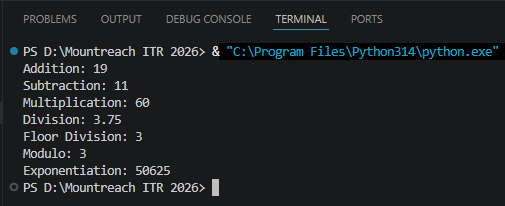 PROBLEMS OUTPUT DEBUG CONSOLE TERMINAL PORTS
PS D:\Mountreach ITR 2026> & "C:\Program Files\Python314\python.exe"
Addition: 19
Subtraction: 11
Multiplication: 60
Division: 3.75
Floor Division: 3
Modulo: 3
Exponentiation: 50625
PS D:\Mountreach ITR 2026>